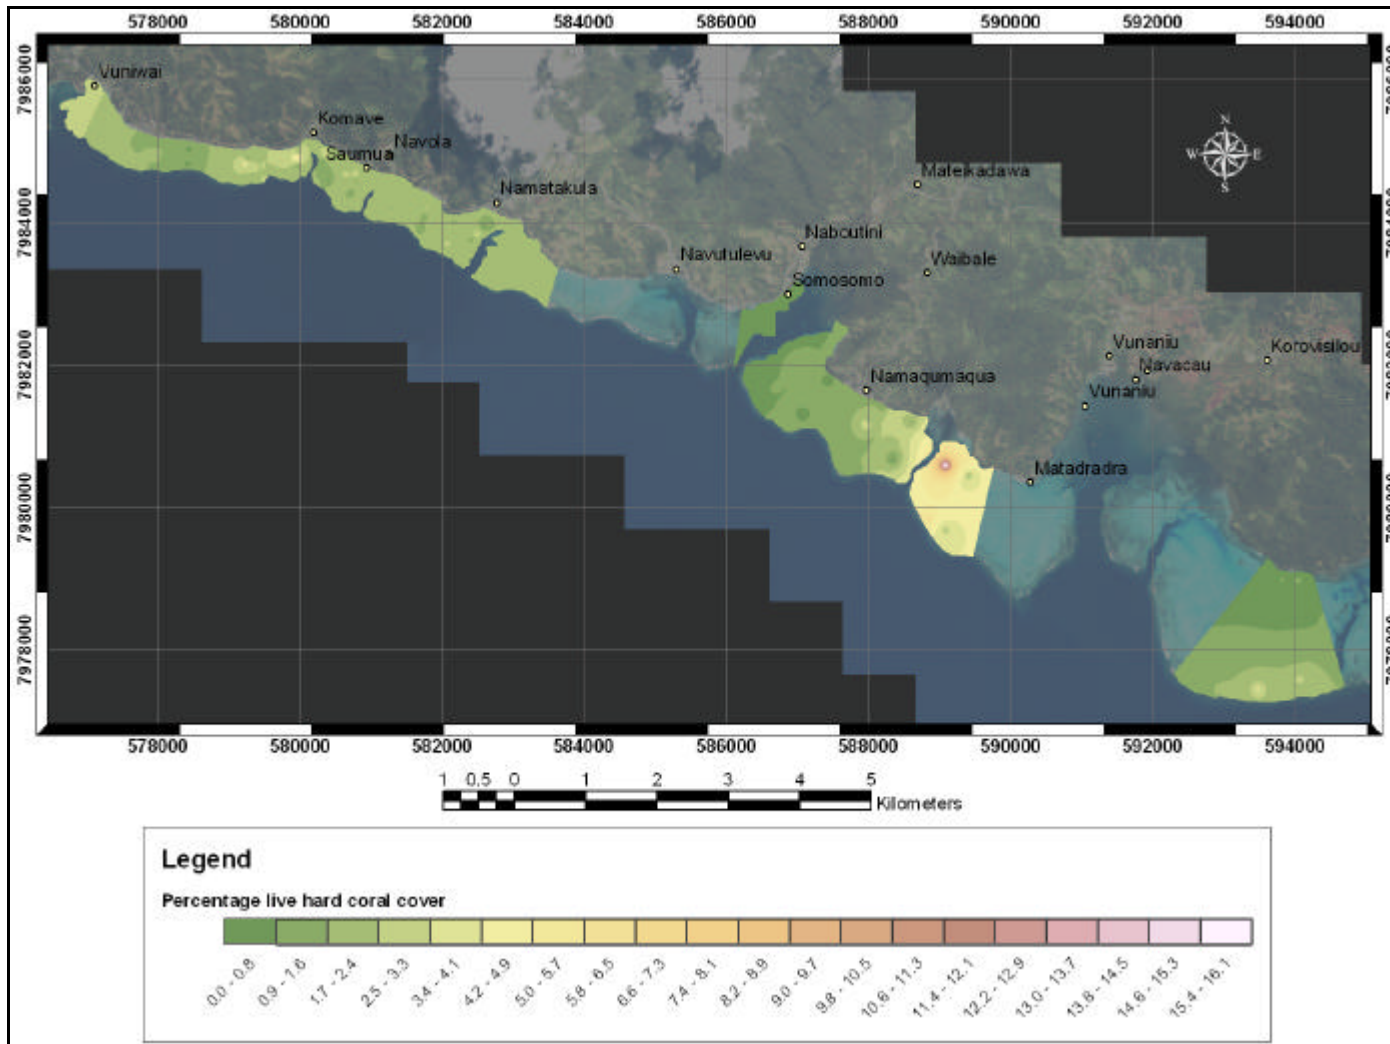 578000 580000 582000 584000 586000 588000 590000 592000 594000
7986000
7984000
7982000
7980000
7978000
Vuniwai
Komave
Navola
Saumua
Namatakula
Mateikadawa
Naboutini
Navutulevu
Waibale
Somosomo
Vunaniu
Korovisilou
Navacau
Namaqumaqua
Vunaniu
Matadradra
N
W E
S
578000 580000 582000 584000 586000 588000 590000 592000 594000
1 0,5 0 1 2 3 4 5
Kilometers
Legend
Percentage live hard coral cover
0.0 - 0.8
0.9 - 1.6
1.7 - 2.4
2.5 - 3.3
3.4 - 4.1
4.2 - 4.9
5.0 - 5.7
5.8 - 6.5
6.6 - 7.3
7.4 - 8.1
8.2 - 8.9
9.0 - 9.7
9.8 - 10.5
10.6 - 11.3
11.4 - 12.1
12.2 - 12.9
13.0 - 13.7
13.8 - 14.5
14.6 - 15.3
15.4 - 16.1